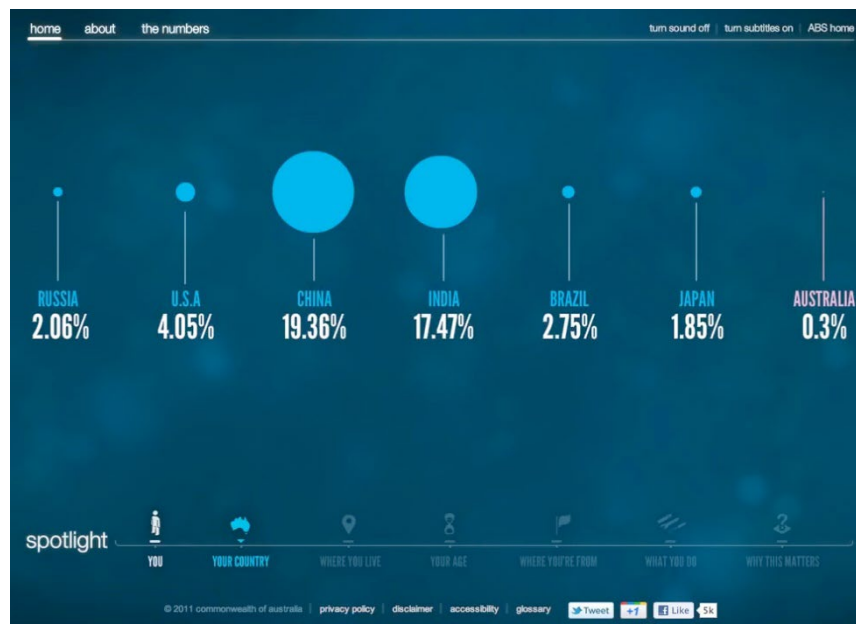 home about the numbers turn sound off | turn subtitles on | ABS home
RUSSIA U.S.A CHINA INDIA BRAZIL JAPAN AUSTRALIA
2.06% 4.05% 19.36% 17.47% 2.75% 1.85% 0.3%
spotlight
YOU YOUR COUNTRY WHERE YOU LIVE YOUR AGE WHERE YOU'RE FROM WHAT YOU DO WHY THIS MATTERS
© 2011 commonwealth of australia | privacy policy | disclaimer | accessibility | glossary Tweet +1 Like 5k